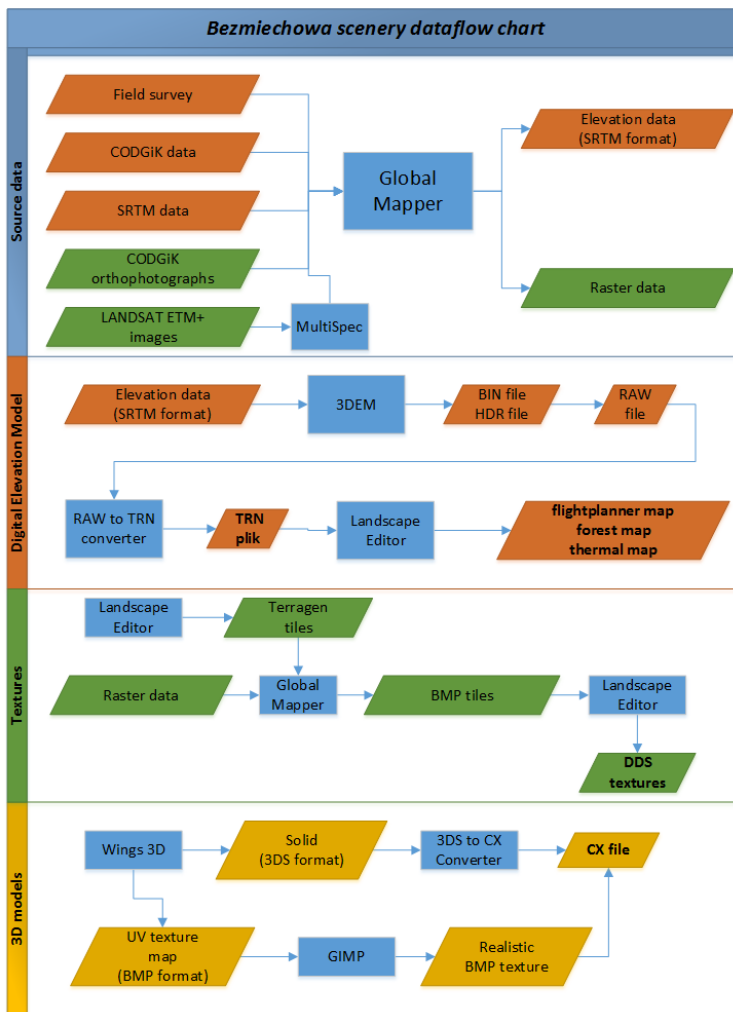 Bezmiechowa scenery dataflow chart
Source data
Field survey
CODGiK data
SRTM data
CODGiK
orthophotographs
LANDSAT ETM+
images
MultiSpec
Global
Mapper
Elevation data
(SRTM format)
Raster data
Digital Elevation Model
Elevation data
(SRTM format)
3DEM
BIN file
HDR file
RAW
file
RAW to TRN
converter
TRN
plik
Landscape
Editor
flightplanner map
forest map
thermal map
Textures
Landscape
Editor
Terragen
tiles
Raster data
Global
Mapper
BMP tiles
Landscape
Editor
DDS
textures
3D models
Wings 3D
Solid
(3DS format)
3DS to CX
Converter
CX file
UV texture
map
(BMP format)
GIMP
Realistic
BMP texture